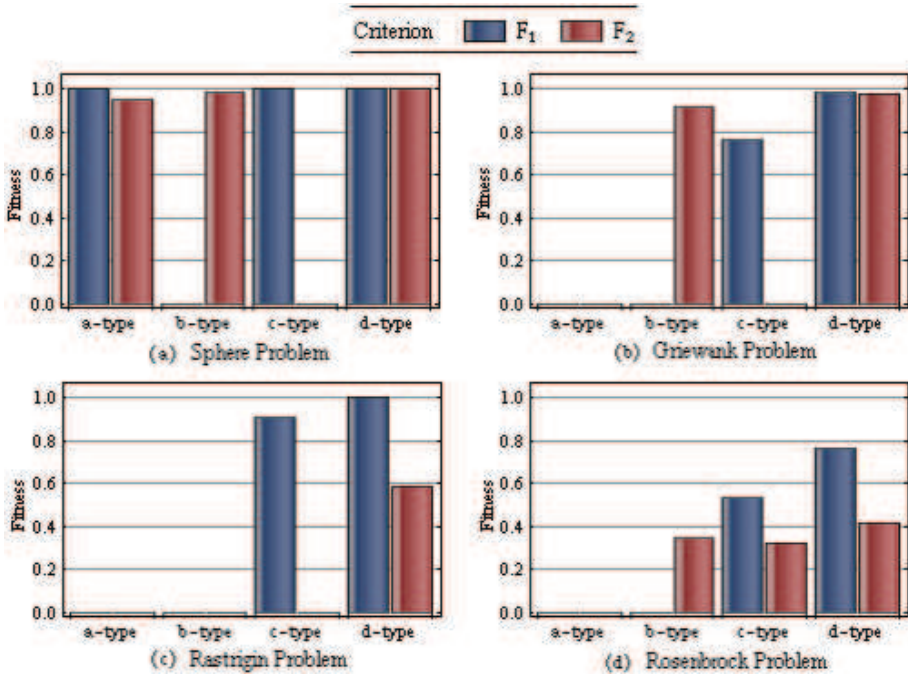 Criterion F₁ F₂
Fitness
1.0
0.8
0.6
0.4
0.2
0.0
a-type b-type c-type d-type
(a) Sphere Problem
Fitness
1.0
0.8
0.6
0.4
0.2
0.0
a-type b-type c-type d-type
(b) Griewank Problem
Fitness
1.0
0.8
0.6
0.4
0.2
0.0
a-type b-type c-type d-type
(c) Rastrigin Problem
Fitness
1.0
0.8
0.6
0.4
0.2
0.0
a-type b-type c-type d-type
(d) Rosenbrock Problem